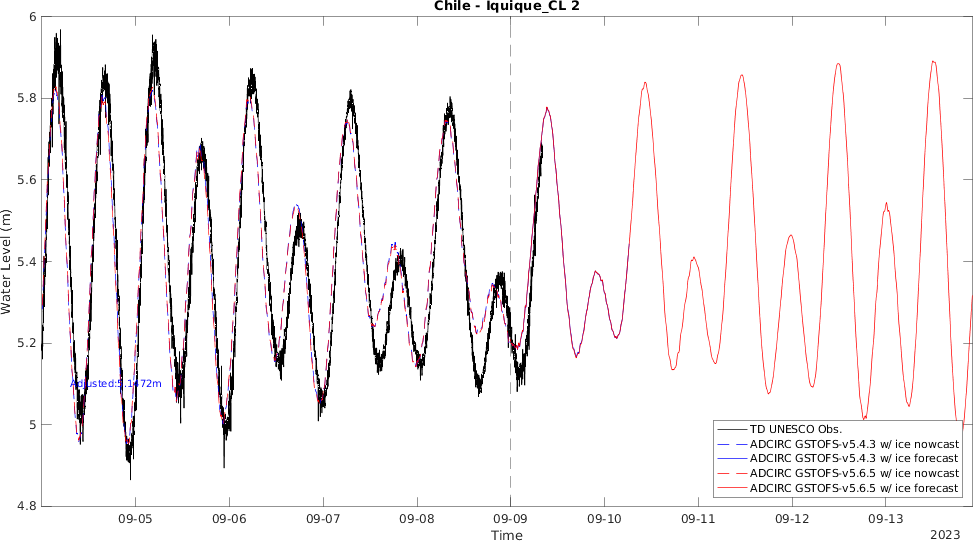 Chile - Iquique_CL 2
6
5.8
5.6
5.4
5.2
5
4.8
Water Level (m)
Adjusted:5.1472m
TD UNESCO Obs.
ADCIRC GSTOFS-v5.4.3 w/ ice nowcast
ADCIRC GSTOFS-v5.4.3 w/ ice forecast
ADCIRC GSTOFS-v5.6.5 w/ ice nowcast
ADCIRC GSTOFS-v5.6.5 w/ ice forecast
09-05 09-06 09-07 09-08 09-09 09-10 09-11 09-12 09-13
Time
2023